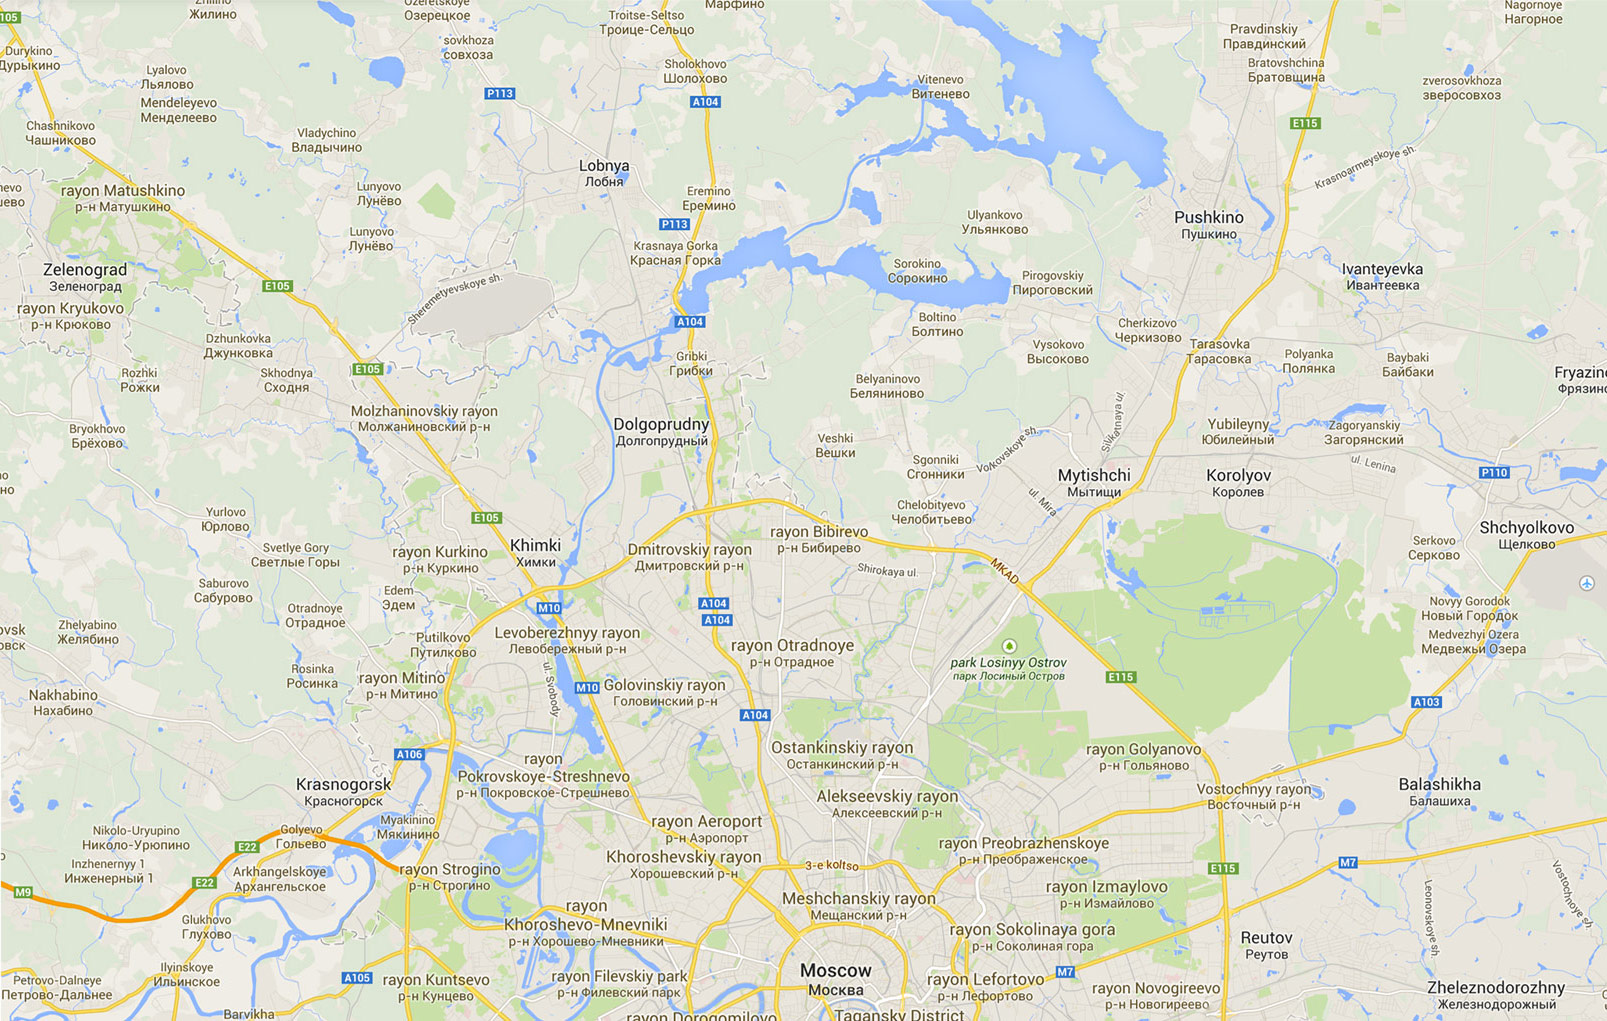 Zhilino
Жилино
Ozeretskoye
Озерецкое
Troitse-Seltso
Троице-Сельцо
Марфино
Nagornoye
Нагорное
105
Durykino
Дурыкино
sovkhoza
совхоза
Pravdinskiy
Правдинский
Lyalovo
Льялово
Sholokhovo
Шолохово
Bratovshchina
Братовщина
Mendeleyevo
Менделеево
P113
A104
Vitenevo
Витенево
zverosovkhoza
зверосовхоз
Chashnikovo
Чашниково
Vladychino
Владычино
E115
Krasnoarmeyskoye sh.
Lobnya
Лобня
rayon Matushkino
р-н Матушкино
Lunyovo
Лунёво
Eremino
Еремино
Ulyankovo
Ульянково
Pushkino
Пушкино
P113
Lunyovo
Лунёво
Krasnaya Gorka
Красная Горка
Zelenograd
Зеленоград
E105
Sheremetyevskoye sh.
Sorokino
Сорокино
Pirogovskiy
Пироговский
Ivanteyevka
Ивантеевка
rayon Kryukovo
р-н Крюково
A104
Boltino
Болтино
Cherkizovo
Черкизово
Dzhunkovka
Джунковка
E105
Gribki
Грибки
Vysokovo
Высоково
Tarasovka
Тарасовка
Polyanka
Полянка
Baybaki
Байбаки
Rozhki
Рожки
Skhodnya
Сходня
Belyaninovo
Беляниново
Fryazino
Фрязино
Molzhaninovskiy rayon
Молжаниновский р-н
Dolgoprudny
Долгопрудный
Silikatnaya ul.
Yubileyny
Юбилейный
Zagoryanskiy
Загорянский
Bryokhovo
Брёхово
Veshki
Вешки
Volkovskoye sh.
Sgonniki
Сгонники
Mytishchi
Мытищи
Korolyov
Королев
ul. Lenina
P110
ul. Mira
Yurlovo
Юрлово
E105
Chelobityevo
Челобитьево
Shchyolkovo
Щелково
Svetlye Gory
Светлые Горы
rayon Kurkino
р-н Куркино
Khimki
Химки
Dmitrovskiy rayon
Дмитровский р-н
rayon Bibirevo
р-н Бибирево
Serkovo
Серково
Saburovo
Сабурово
Edem
Эдем
Shirokaya ul.
MKAD
Otradnoye
Отрадное
M10
A104
A104
Novyy Gorodok
Новый Городок
Zhelyabino
Желябино
Putilkovo
Путилково
Levoberezhnyy rayon
Левобережный р-н
rayon Otradnoye
р-н Отрадное
Medvezhyi Ozera
Медвежьи Озера
Rosinka
Росинка
rayon Mitino
р-н Митино
ul. Svobody
M10
Golovinskiy rayon
Головинский р-н
park Losinyy Ostrov
парк Лосиный Остров
E115
Nakhabino
Нахабино
A104
A103
A106
rayon
Pokrovskoye-Streshnevo
р-н Покровское-Стрешнево
Ostankinskiy rayon
Останкинский р-н
rayon Golyanovo
р-н Гольяново
Krasnogorsk
Красногорск
Alekseevskiy rayon
Алексеевский р-н
Vostochnyy rayon
Восточный р-н
Balashikha
Балашиха
Nikolo-Uryupino
Николо-Урюпино
Golyevo
Гольево
Myakinino
Мякинино
rayon Aeroport
р-н Аэропорт
E22
rayon Preobrazhenskoye
р-н Преображенское
Inzhenernyy 1
Инженерный 1
Arkhangelskoye
Архангельское
rayon Strogino
р-н Строгино
Khoroshevskiy rayon
Хорошевский р-н
3-e koltso
E115
M7
E22
M9
rayon Izmaylovo
р-н Измайлово
Leonovskoye sh.
Vostochnoye sh.
Meshchanskiy rayon
Мещанский р-н
Glukhovo
Глухово
rayon
Khoroshevo-Mnevniki
р-н Хорошево-Мневники
rayon Sokolinaya gora
р-н Соколиная гора
Reutov
Реутов
Ilyinskoye
Ильинское
A105
Moscow
Москва
M7
Petrovo-Dalneye
Петрово-Дальнее
rayon Kuntsevo
р-н Кунцево
rayon Filevskiy park
р-н Филевский парк
rayon Lefortovo
р-н Лефортово
rayon Novogireevo
р-н Новогиреево
Zheleznodorozhny
Железнодорожный
Barvikha
rayon Dorogomilovo
Tagansky District